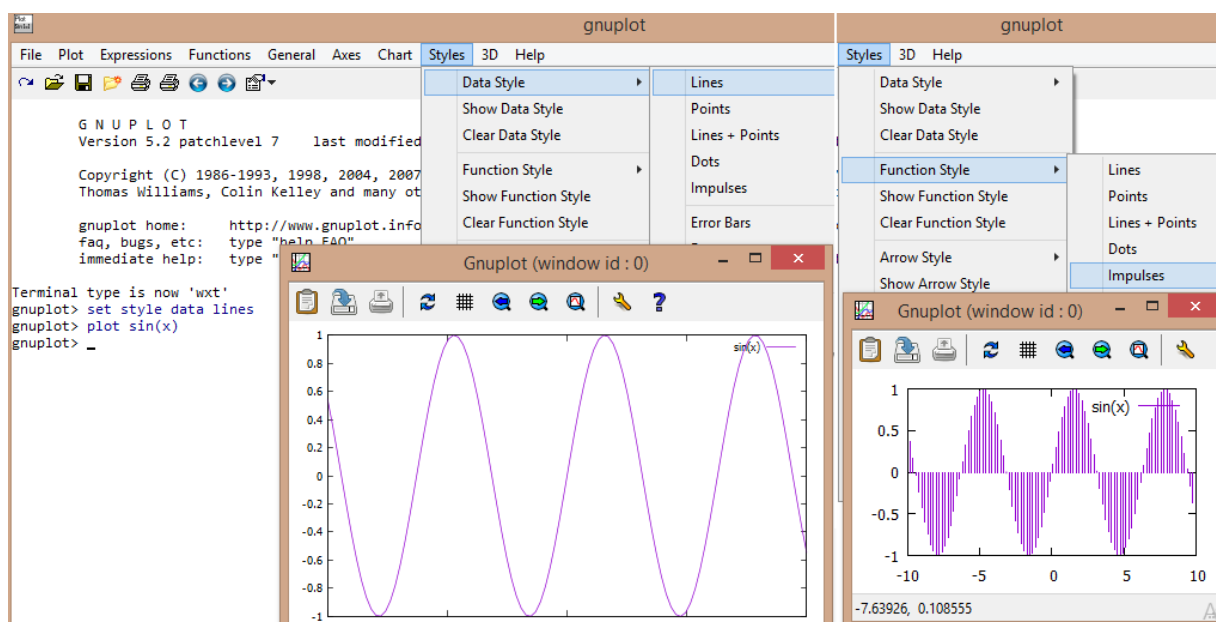 gnuplot
File Plot Expressions Functions General Axes Chart Styles 3D Help
G N U P L O T
Version 5.2 patchlevel 7 last modified
Copyright (C) 1986-1993, 1998, 2004, 2007
Thomas Williams, Colin Kelley and many ot
gnuplot home: http://www.gnuplot.info
faq, bugs, etc: type "help FAQ"
immediate help: type "
Terminal type is now 'wxt'
gnuplot> set style data lines
gnuplot> plot sin(x)
gnuplot> _
Data Style
Show Data Style
Clear Data Style
Function Style
Show Function Style
Clear Function Style
Lines
Points
Lines + Points
Dots
Impulses
Error Bars
Gnuplot (window id : 0)
sin(x)
1
0.8
0.6
0.4
0.2
0
-0.2
-0.4
-0.6
-0.8
-1
gnuplot
Styles 3D Help
Data Style
Show Data Style
Clear Data Style
Function Style
Show Function Style
Clear Function Style
Arrow Style
Show Arrow Style
Lines
Points
Lines + Points
Dots
Impulses
Gnuplot (window id : 0)
sin(x)
1
0.5
0
-0.5
-1
-10 -5 0 5 10
-7.63926, 0.108555